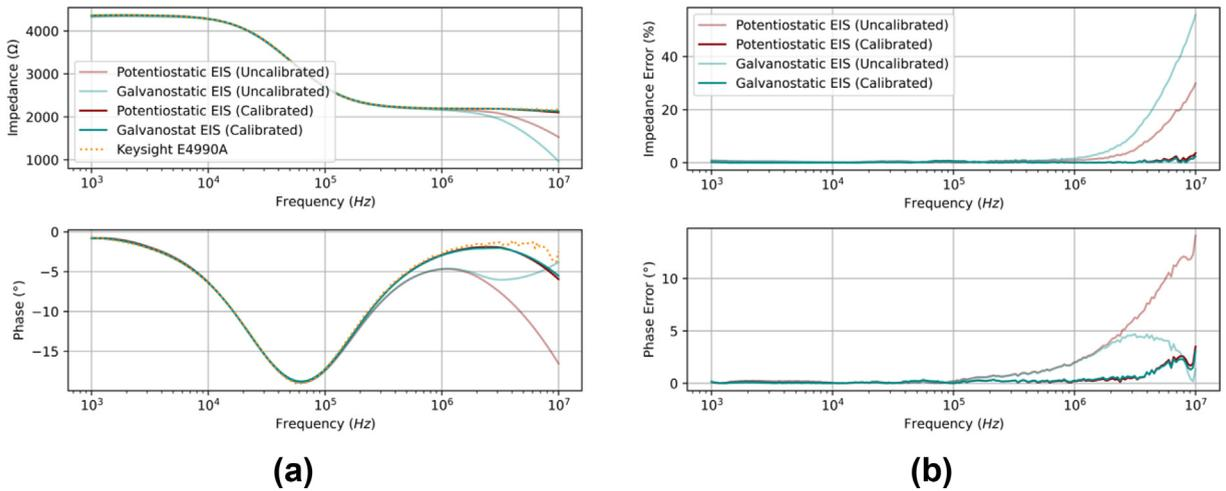 4000
3000
2000
1000
Impedance (Ω)
Potentiostatic EIS (Uncalibrated)
Galvanostatic EIS (Uncalibrated)
Potentiostatic EIS (Calibrated)
Galvanostat EIS (Calibrated)
Keysight E4990A
10³ 10⁴ 10⁵ 10⁶ 10⁷
Frequency (Hz)
0
−5
−10
−15
Phase (°)
10³ 10⁴ 10⁵ 10⁶ 10⁷
Frequency (Hz)
(a)
40
20
0
Impedance Error (%)
Potentiostatic EIS (Uncalibrated)
Potentiostatic EIS (Calibrated)
Galvanostatic EIS (Uncalibrated)
Galvanostatic EIS (Calibrated)
10³ 10⁴ 10⁵ 10⁶ 10⁷
Frequency (Hz)
10
5
0
Phase Error (°)
10³ 10⁴ 10⁵ 10⁶ 10⁷
Frequency (Hz)
(b)